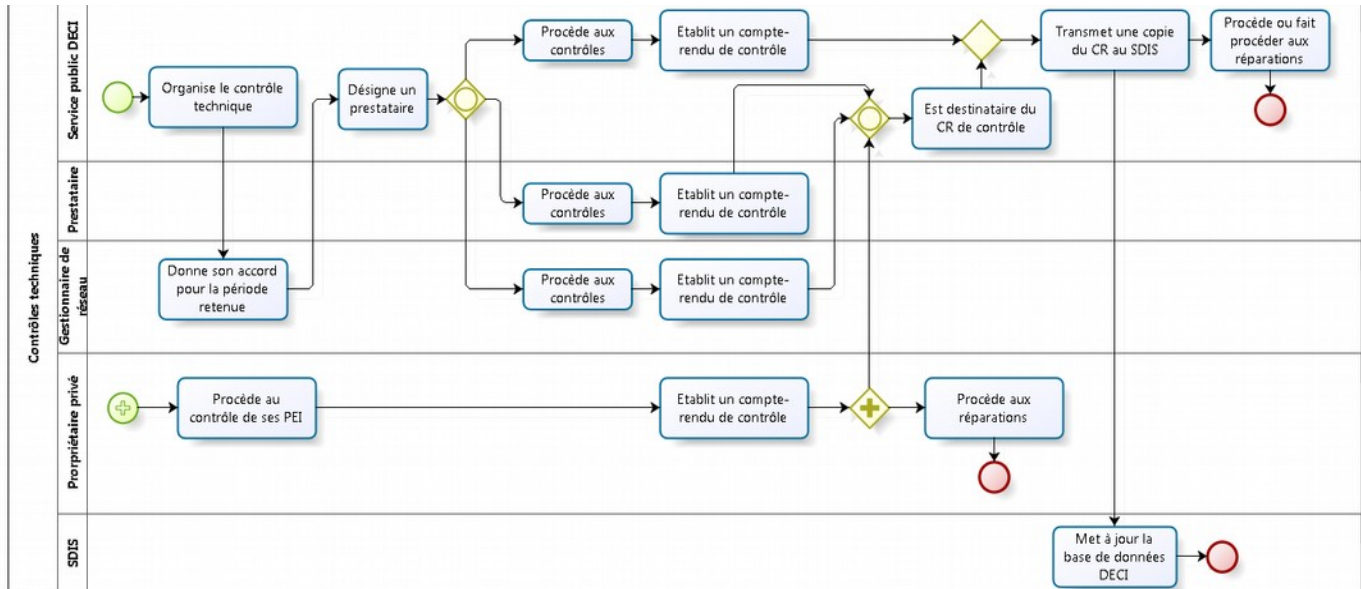 Contrôles techniques
Service public DECI
Organise le contrôle
technique
Désigne un
prestataire
Procède aux
contrôles
Etablit un compte-
rendu de contrôle
Est destinataire du
CR de contrôle
Transmet une copie
du CR au SDIS
Procède ou fait
procéder aux
réparations
Prestataire
Procède aux
contrôles
Etablit un compte-
rendu de contrôle
Gestionnaire de
réseau
Donne son accord
pour la période
retenue
Procède aux
contrôles
Etablit un compte-
rendu de contrôle
Prorpriétaire privé
Procède au
contrôle de ses PEI
Etablit un compte-
rendu de contrôle
Procède aux
réparations
SDIS
Met à jour la
base de données
DECI